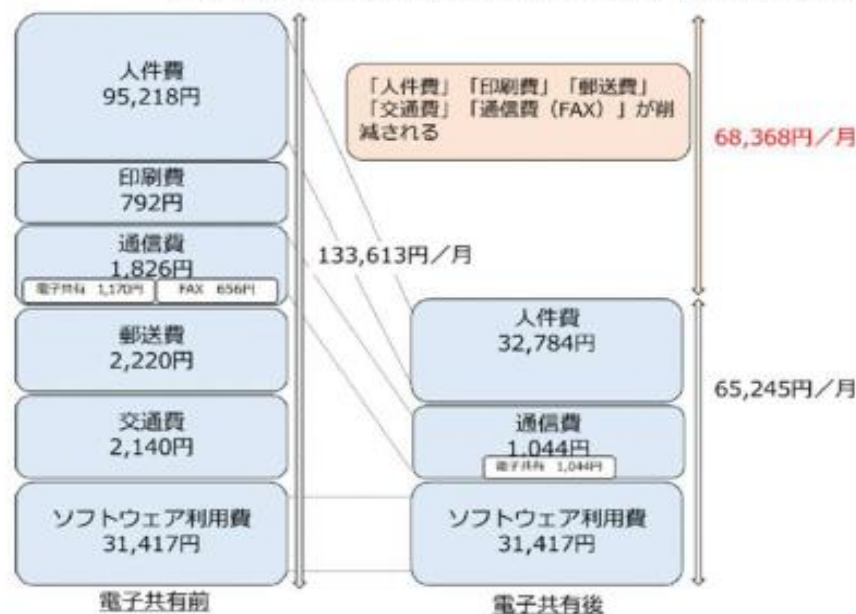 人件費
95,218円
印刷費
792円
通信費
1,826円
電子共有 1,170円
FAX 656円
郵送費
2,220円
交通費
2,140円
ソフトウェア利用費
31,417円
電子共有前
133,613円／月
「人件費」「印刷費」「郵送費」
「交通費」「通信費（FAX）」が削
減される
68,368円／月
人件費
32,784円
通信費
1,044円
電子共有 1,044円
ソフトウェア利用費
31,417円
電子共有後
65,245円／月